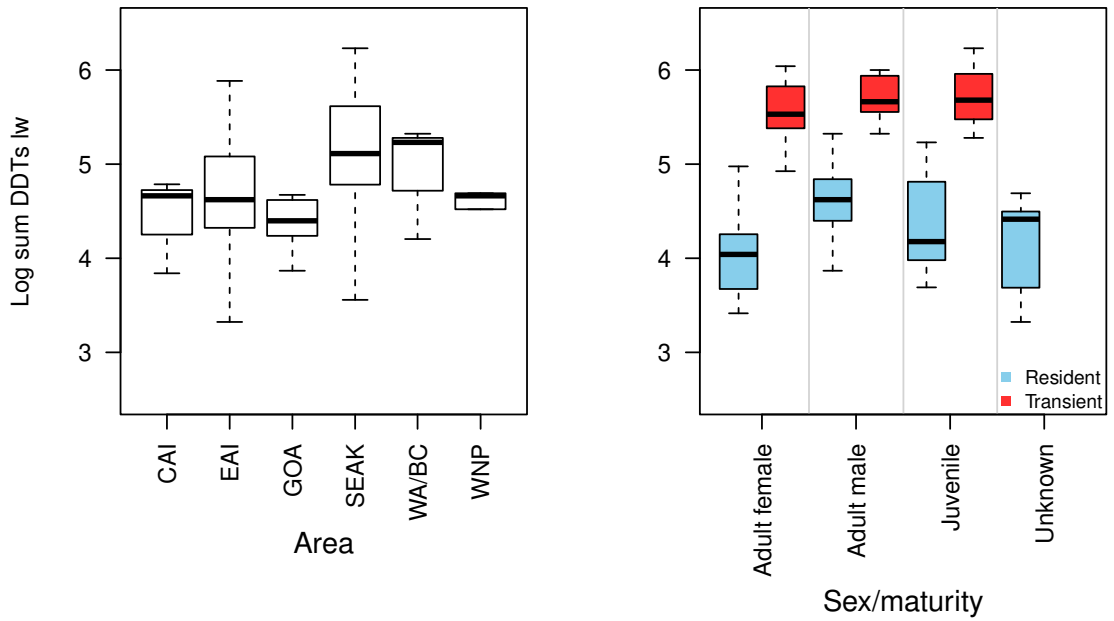 Log sum DDTs lw
6
5
4
3
CAI
EAI
GOA
SEAK
WA/BC
WNP
Area
6
5
4
3
Resident
Transient
Adult female
Adult male
Juvenile
Unknown
Sex/maturity